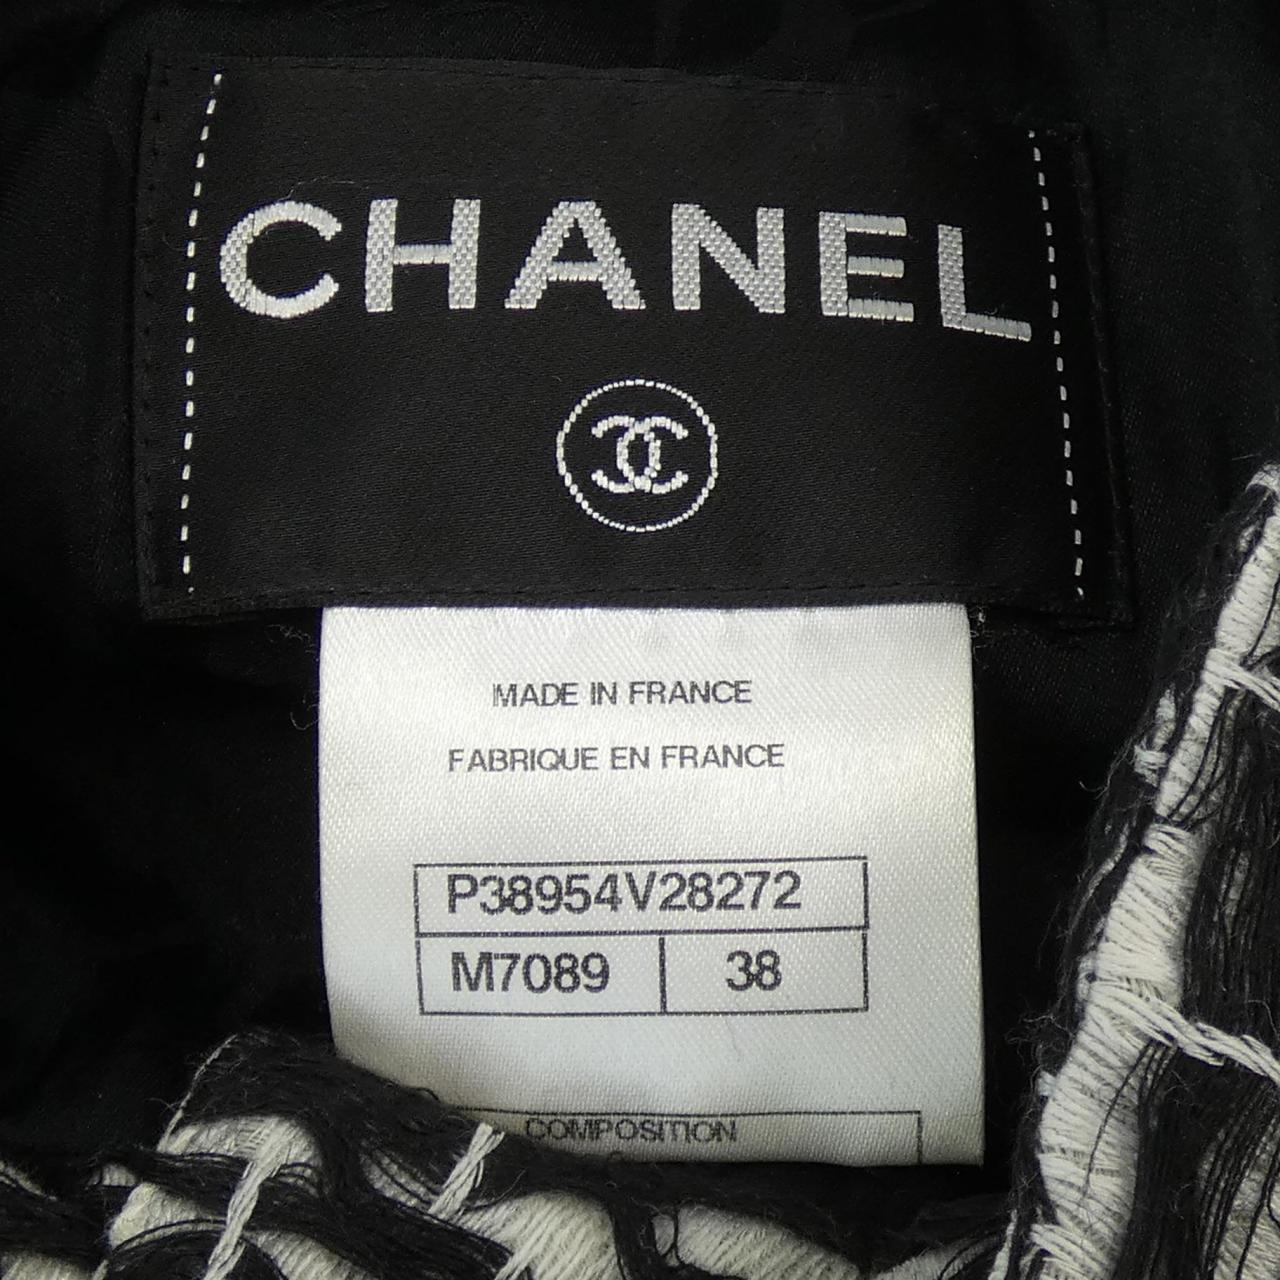 CHANEL
MADE IN FRANCE
FABRIQUE EN FRANCE
P38954V28272
M7089 38
COMPOSITION